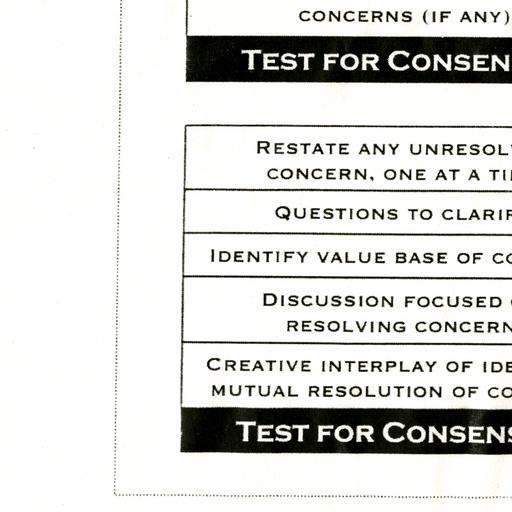 CONCERNS (IF ANY)
TEST FOR CONSEN
RESTATE ANY UNRESOLV
CONCERN, ONE AT A TI
QUESTIONS TO CLARIF
IDENTIFY VALUE BASE OF CO
DISCUSSION FOCUSED
RESOLVING CONCERN
CREATIVE INTERPLAY OF IDE
MUTUAL RESOLUTION OF CO
TEST FOR CONSENS